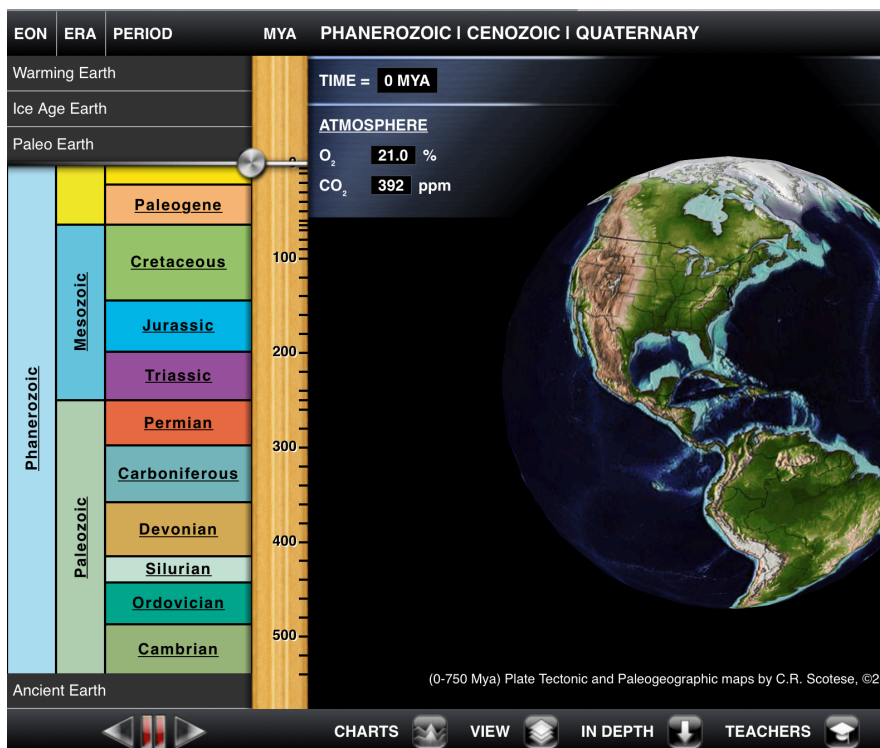 EON ERA PERIOD MYA PHANEROZOIC | CENOZOIC | QUATERNARY
Warming Earth
Ice Age Earth
Paleo Earth
TIME = 0 MYA
ATMOSPHERE
O₂ 21.0 %
CO₂ 392 ppm
0
Paleogene
Cretaceous
100
Jurassic
200
Triassic
Mesozoic
Permian
300
Carboniferous
Devonian
400
Silurian
Ordovician
500
Cambrian
Paleozoic
Phanerozoic
Ancient Earth
(0-750 Mya) Plate Tectonic and Paleogeographic maps by C.R. Scotese, ©2
CHARTS VIEW IN DEPTH TEACHERS